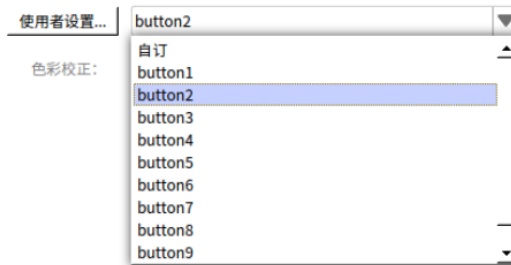 使用者设置... button2
自订
色彩校正:
button1
button2
button3
button4
button5
button6
button7
button8
button9